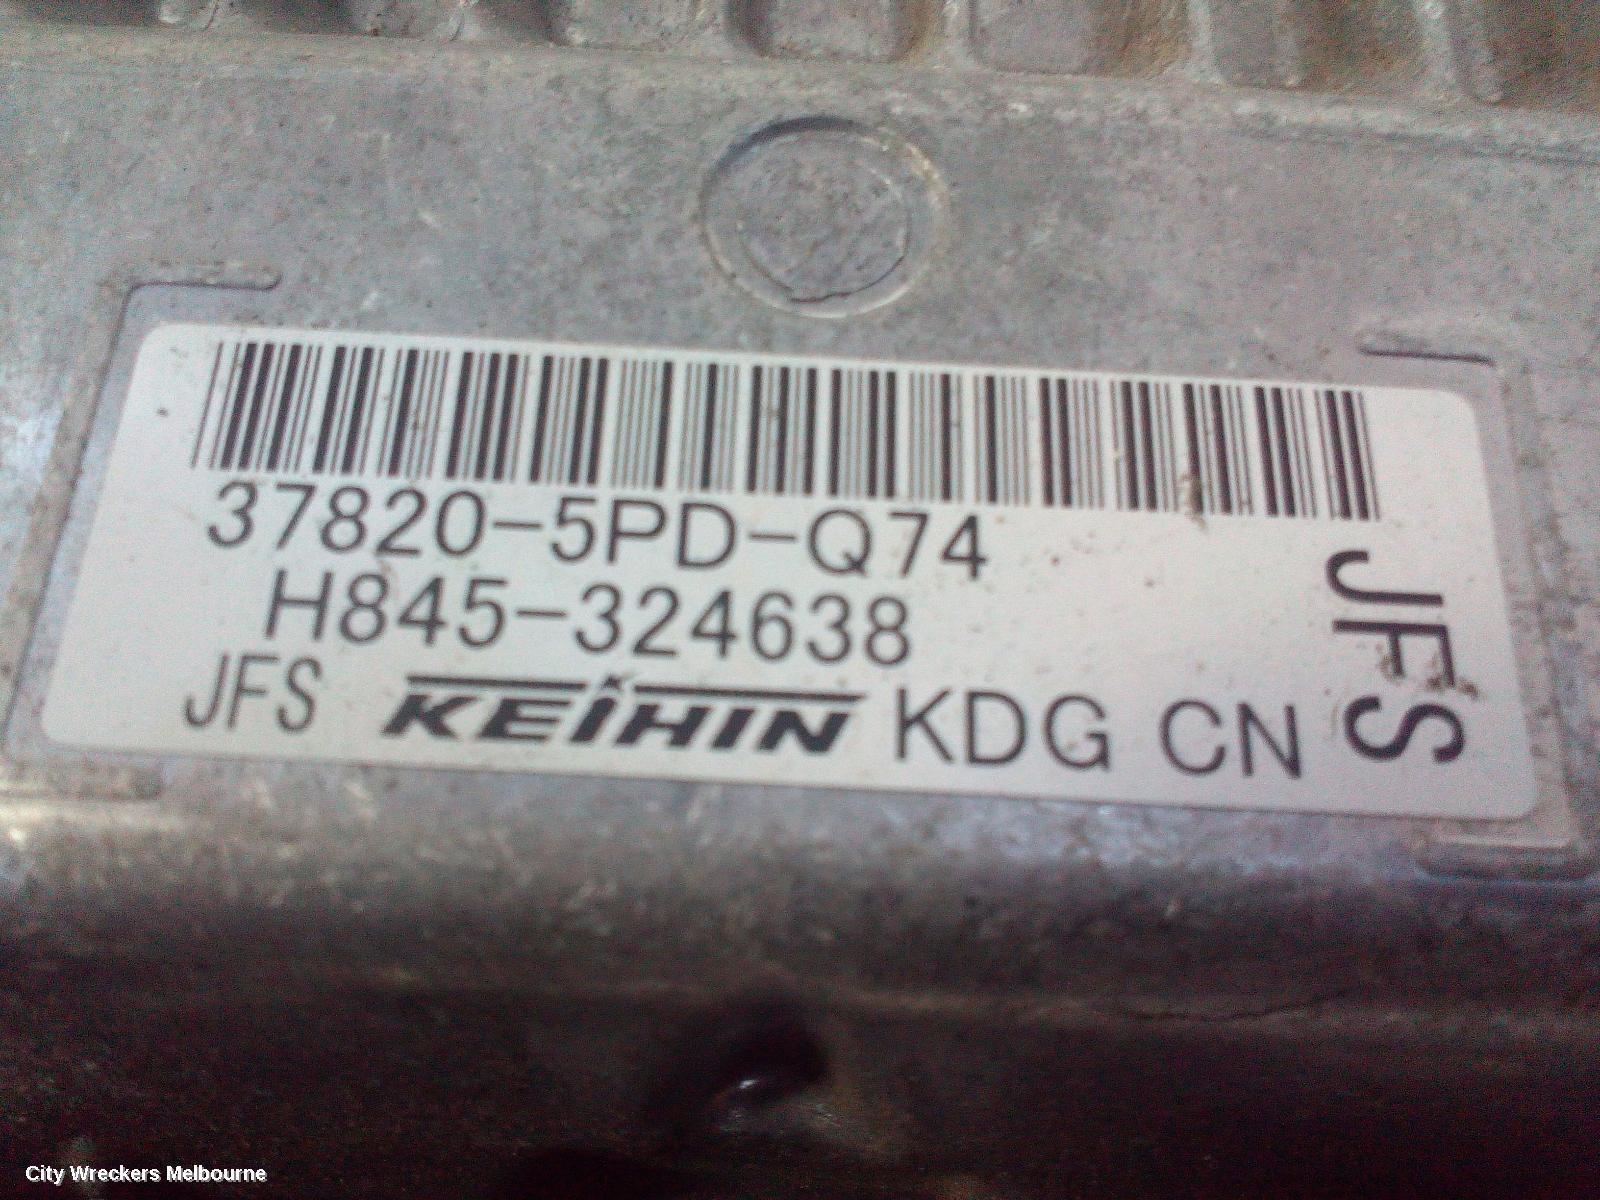 37820-5PD-Q74
H845-324638
JFS KEIHIN KDG CN
JFS
City Wreckers Melbourne